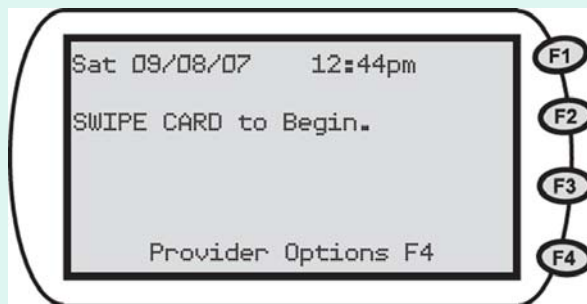 Sat 09/08/07 12:44pm
F1
SWIPE CARD to Begin.
F2
F3
Provider Options F4
F4